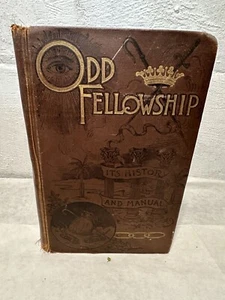 ODD
FELLOWSHIP
ITS HISTORY
AND MANUAL